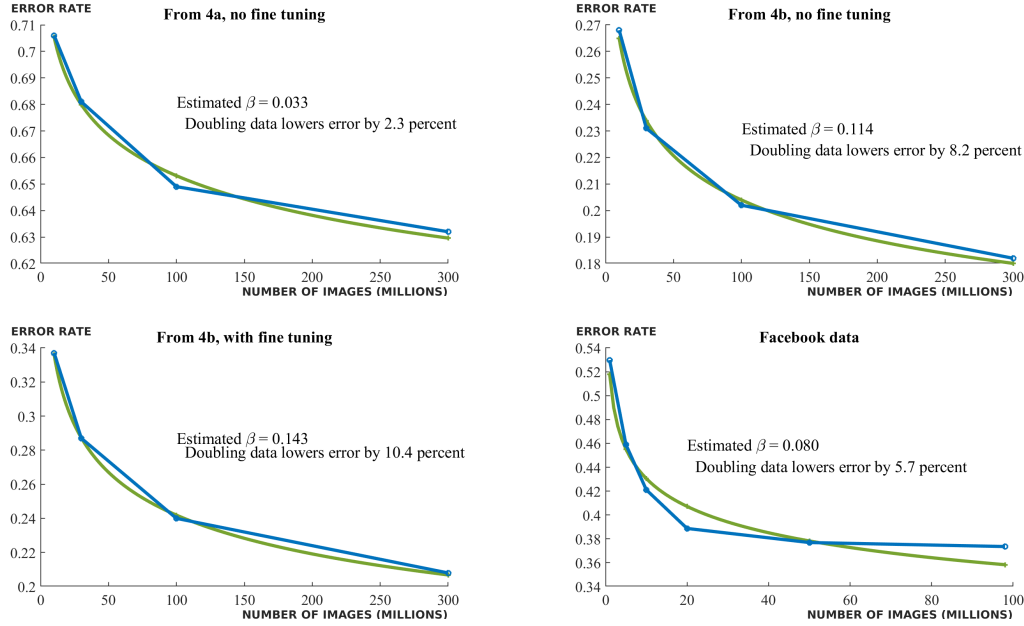 ERROR RATE
From 4a, no fine tuning
0.71
0.7
0.69
0.68
0.67
0.66
0.65
0.64
0.63
0.62
Estimated β = 0.033
Doubling data lowers error by 2.3 percent
0 50 100 150 200 250 300
NUMBER OF IMAGES (MILLIONS)
ERROR RATE
From 4b, no fine tuning
0.27
0.26
0.25
0.24
0.23
0.22
0.21
0.2
0.19
0.18
Estimated β = 0.114
Doubling data lowers error by 8.2 percent
0 50 100 150 200 250 300
NUMBER OF IMAGES (MILLIONS)
ERROR RATE
From 4b, with fine tuning
0.34
0.32
0.3
0.28
0.26
0.24
0.22
0.2
Estimated β = 0.143
Doubling data lowers error by 10.4 percent
0 50 100 150 200 250 300
NUMBER OF IMAGES (MILLIONS)
ERROR RATE
Facebook data
0.54
0.52
0.5
0.48
0.46
0.44
0.42
0.4
0.38
0.36
0.34
Estimated β = 0.080
Doubling data lowers error by 5.7 percent
0 20 40 60 80 100
NUMBER OF IMAGES (MILLIONS)